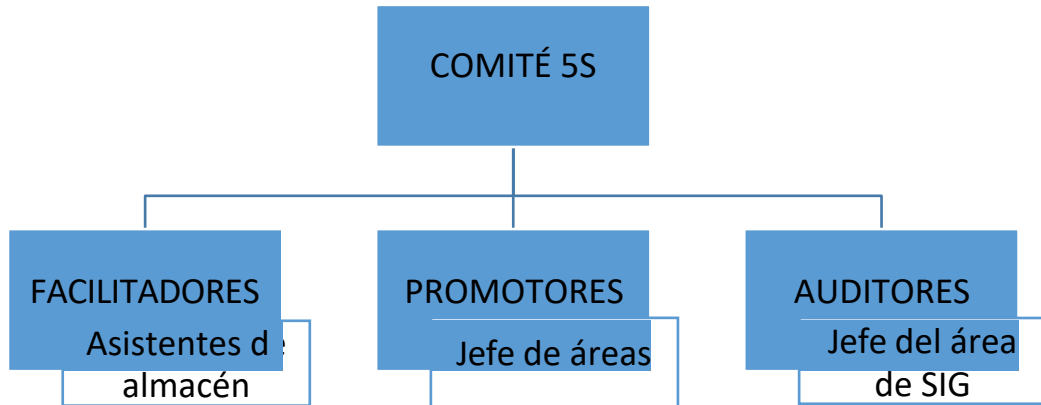 COMITÉ 5S
FACILITADORES
Asistentes de
almacén
PROMOTORES
Jefe de áreas
AUDITORES
Jefe del área
de SIG